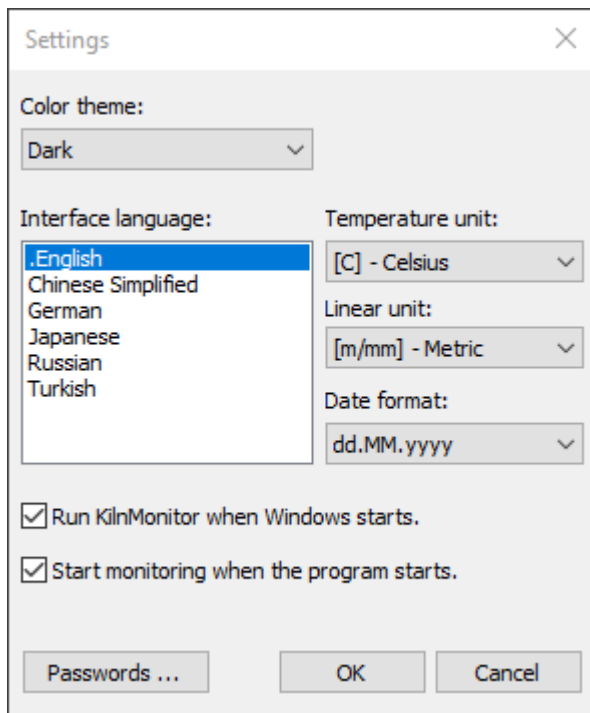 Settings
Color theme:
Dark
Interface language:
.English
Chinese Simplified
German
Japanese
Russian
Turkish
Temperature unit:
[C] - Celsius
Linear unit:
[m/mm] - Metric
Date format:
dd.MM.yyyy
Run KilnMonitor when Windows starts.
Start monitoring when the program starts.
Passwords ...
OK
Cancel